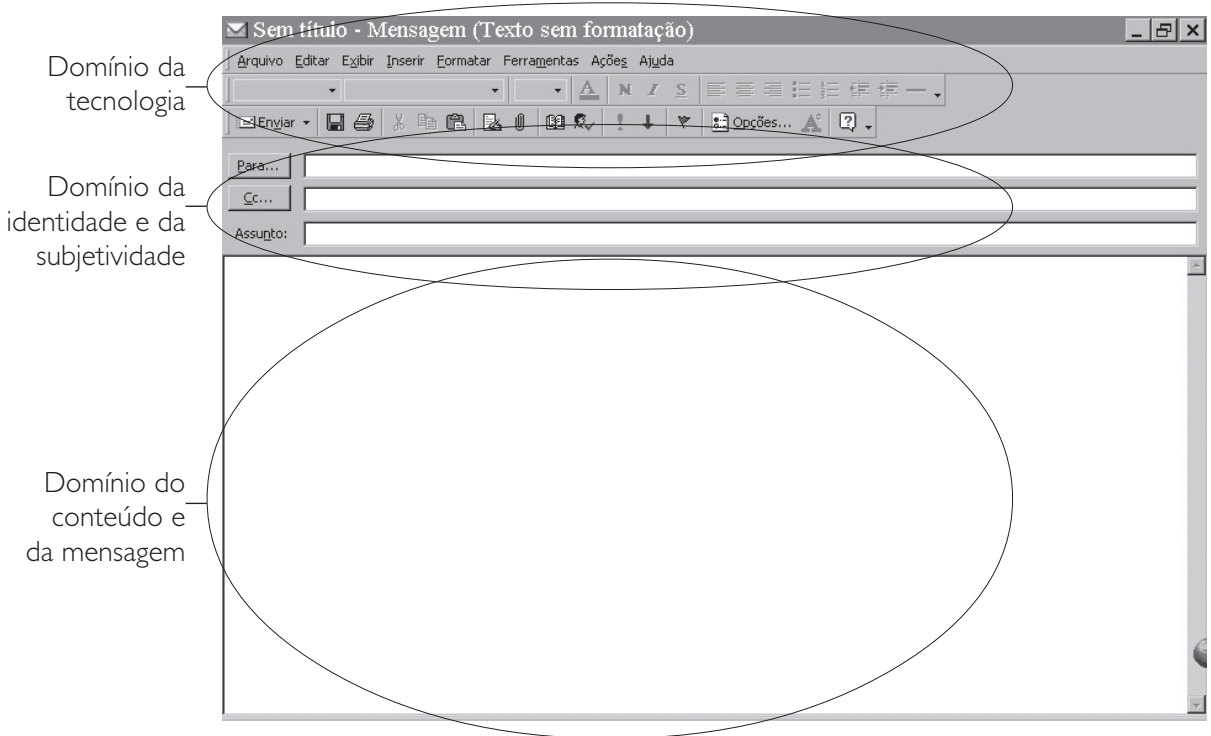 Sem título - Mensagem (Texto sem formatação)
Arquivo Editar Exibir Inserir Formatar Ferramentas Ações Ajuda
Domínio da
tecnologia
A N I S
Enviar Opções... A
Para...
Cc...
Assunto:
Domínio da
identidade e da
subjetividade
Domínio do
conteúdo e
da mensagem